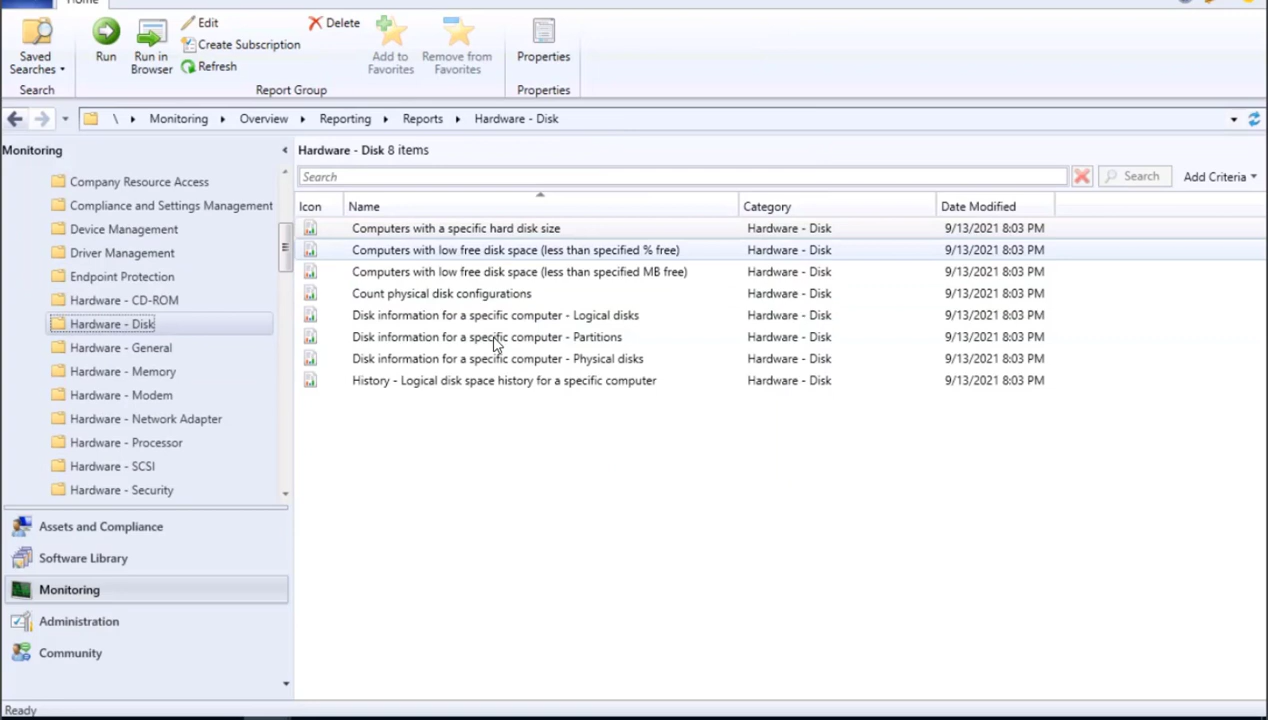 Home
Saved Searches
Search
Run
Run in Browser
Edit
Create Subscription
Refresh
Delete
Add to Favorites
Remove from Favorites
Report Group
Properties
Properties
\ Monitoring Overview Reporting Reports Hardware - Disk
Monitoring
Company Resource Access
Compliance and Settings Management
Device Management
Driver Management
Endpoint Protection
Hardware - CD-ROM
Hardware - Disk
Hardware - General
Hardware - Memory
Hardware - Modem
Hardware - Network Adapter
Hardware - Processor
Hardware - SCSI
Hardware - Security
Assets and Compliance
Software Library
Monitoring
Administration
Community
Hardware - Disk 8 items
Search Search Add Criteria
Icon Name Category Date Modified
Computers with a specific hard disk size Hardware - Disk 9/13/2021 8:03 PM
Computers with low free disk space (less than specified % free) Hardware - Disk 9/13/2021 8:03 PM
Computers with low free disk space (less than specified MB free) Hardware - Disk 9/13/2021 8:03 PM
Count physical disk configurations Hardware - Disk 9/13/2021 8:03 PM
Disk information for a specific computer - Logical disks Hardware - Disk 9/13/2021 8:03 PM
Disk information for a specific computer - Partitions Hardware - Disk 9/13/2021 8:03 PM
Disk information for a specific computer - Physical disks Hardware - Disk 9/13/2021 8:03 PM
History - Logical disk space history for a specific computer Hardware - Disk 9/13/2021 8:03 PM
Ready